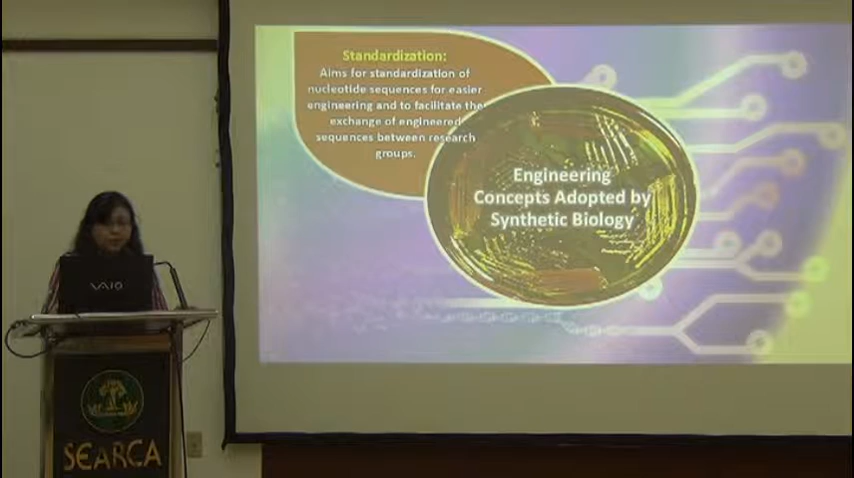 Standardization:
Aims for standardization of
nucleotide sequences for easier
engineering and to facilitate the
exchange of engineered
sequences between research
groups.
Engineering
Concepts Adopted by
Synthetic Biology
VAIO
SEARCA